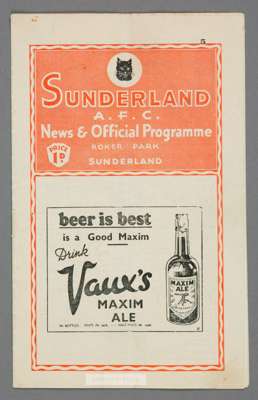 5
SUNDERLAND
A. F. C.
News & Official Programme
PRICE
1D.
ROKER PARK
SUNDERLAND
beer is best
is a Good Maxim
Drink
Vaux's
MAXIM
ALE
MAXIM
ALE